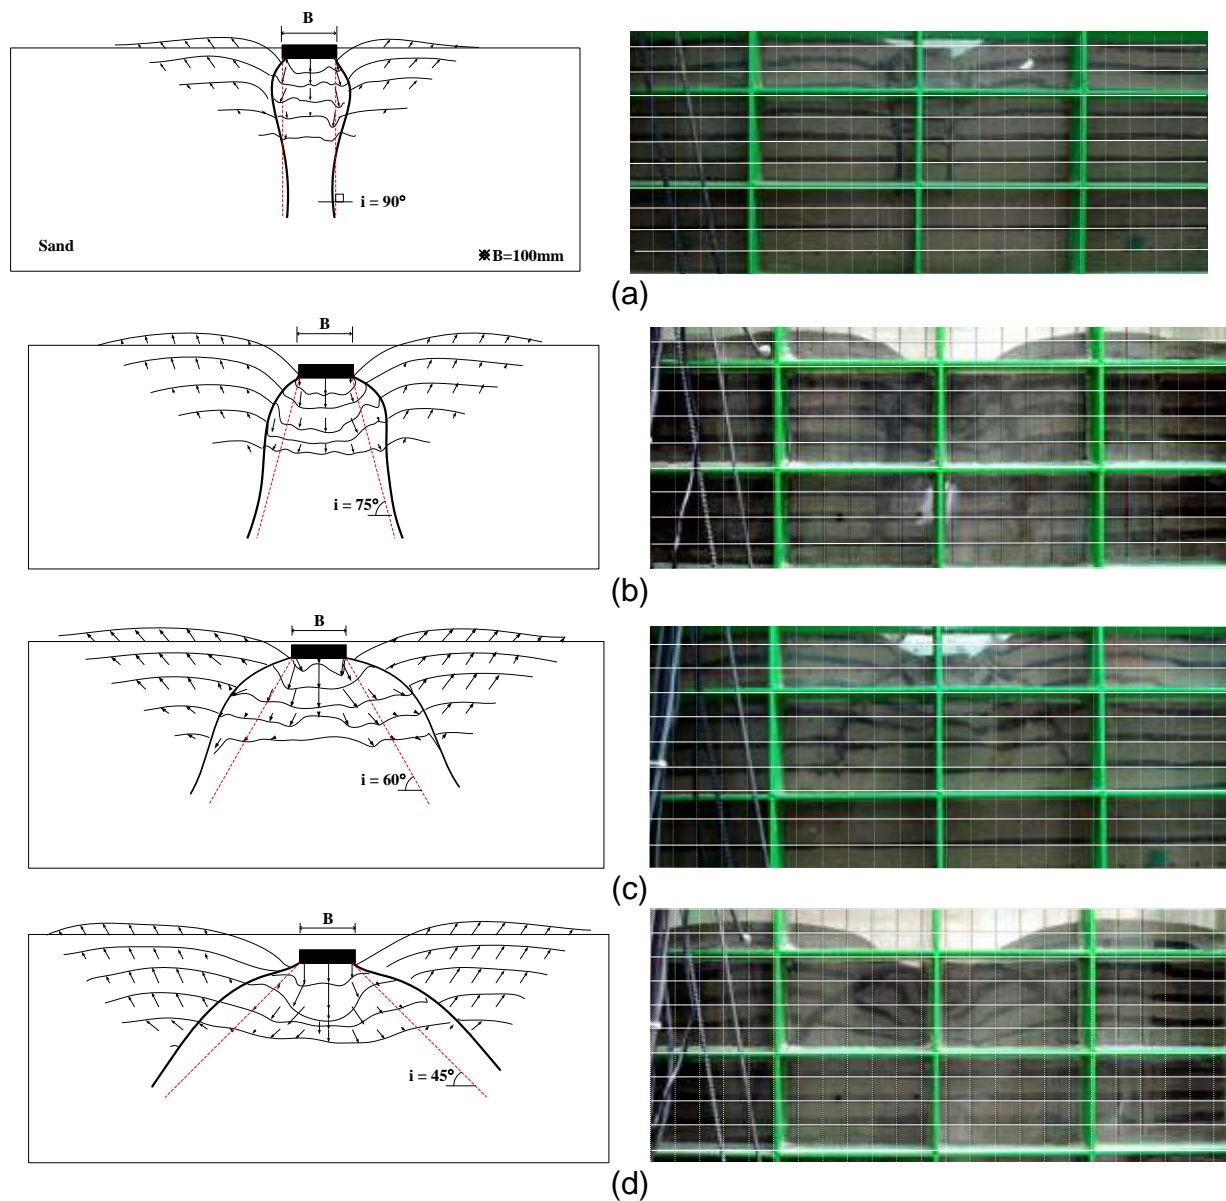 B
i = 90°
Sand
※B=100mm
(a)
B
i = 75°
(b)
B
i = 60°
(c)
B
i = 45°
(d)